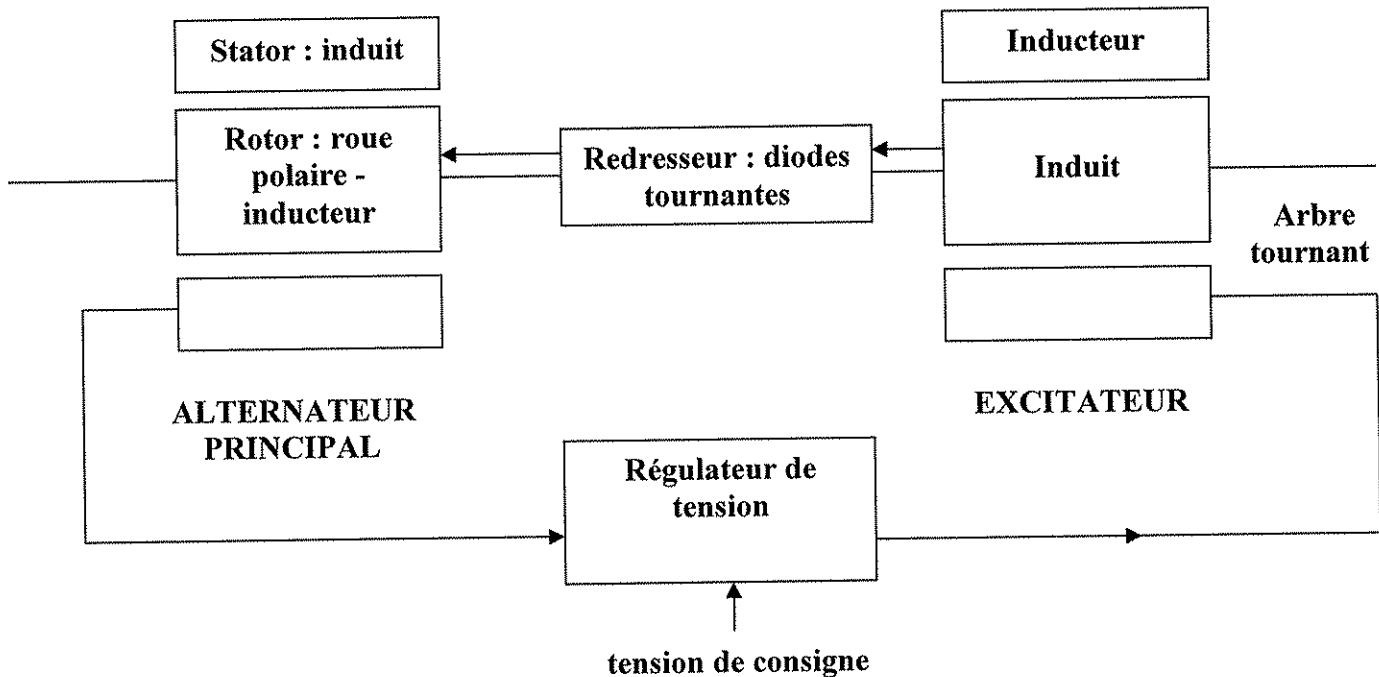 Stator : induit
Inducteur
Rotor : roue
polaire -
inducteur
Redresseur : diodes
tournantes
Induit
Arbre
tournant
ALTERNATEUR
PRINCIPAL
EXCITATEUR
Régulateur de
tension
tension de consigne